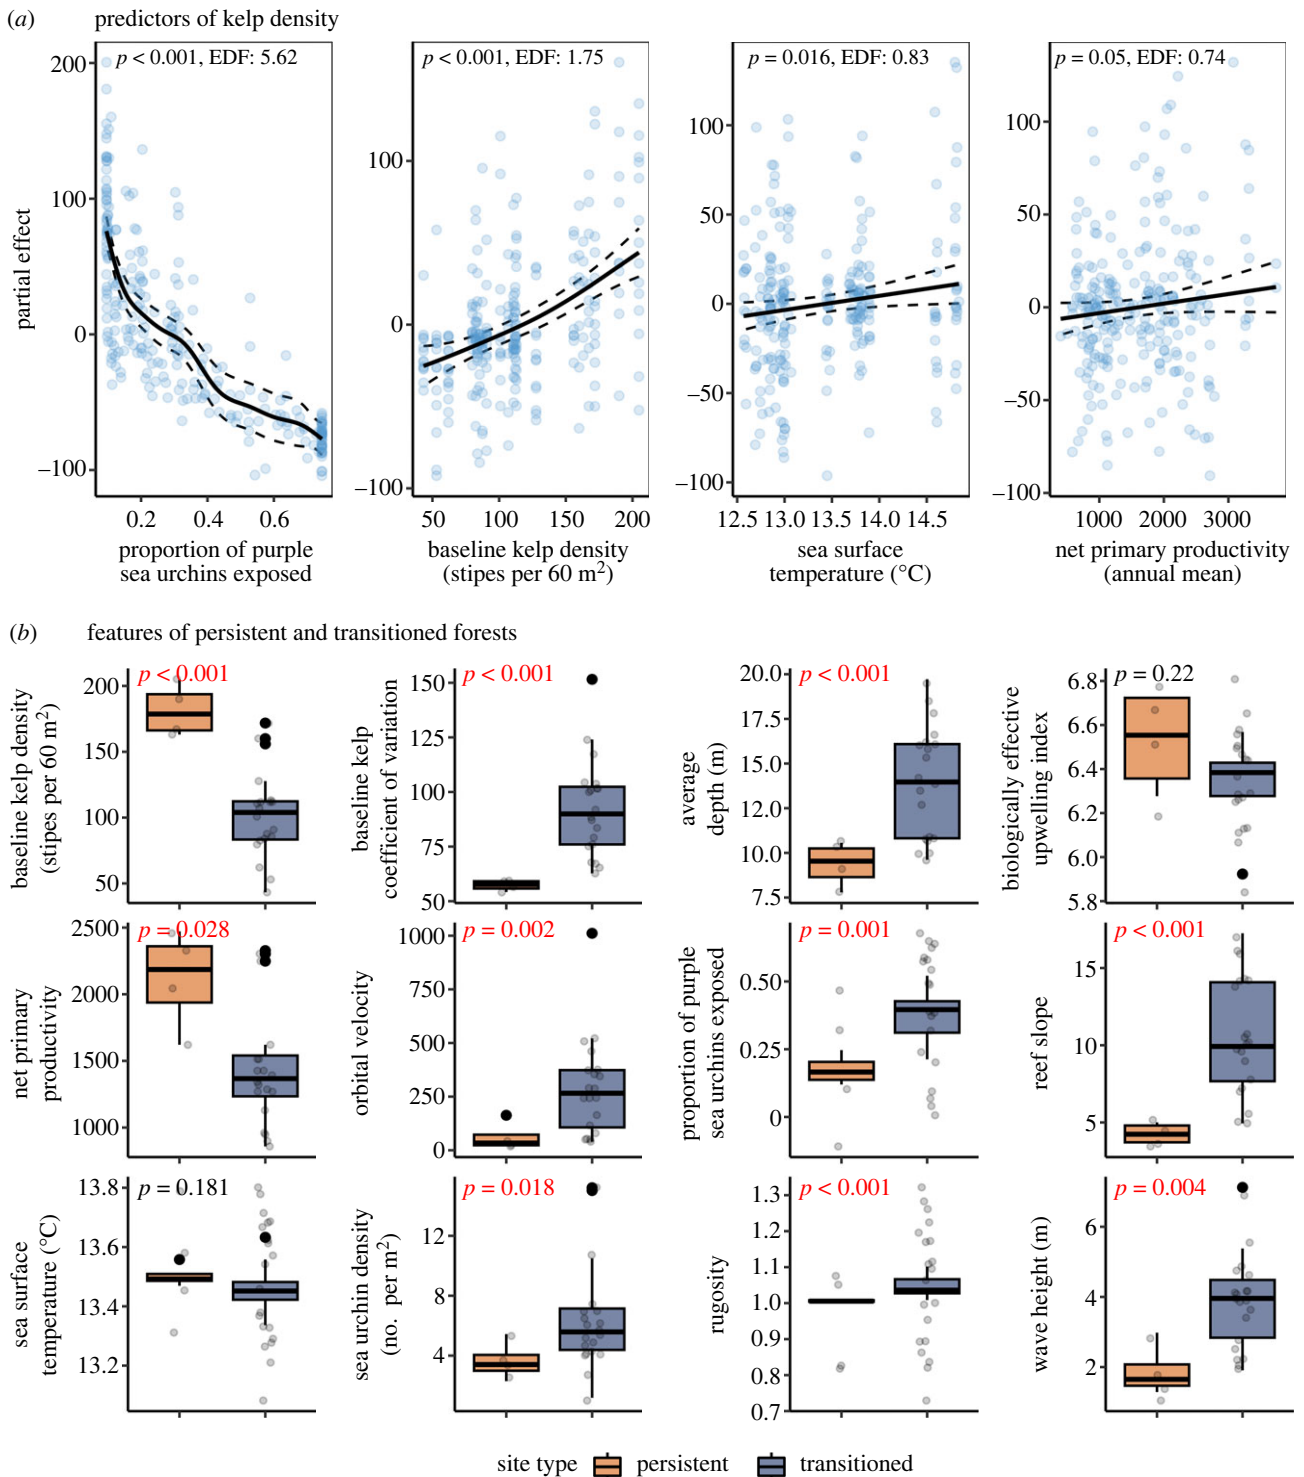 (a) predictors of kelp density
p < 0.001, EDF: 5.62
p < 0.001, EDF: 1.75
p = 0.016, EDF: 0.83
p = 0.05, EDF: 0.74
partial effect
200
100
0
−100
0.2 0.4 0.6
proportion of purple
sea urchins exposed
100
0
−100
50 100 150 200
baseline kelp density
(stipes per 60 m²)
100
50
0
−50
−100
12.5 13.0 13.5 14.0 14.5
sea surface
temperature (°C)
100
50
0
−50
−100
1000 2000 3000
net primary productivity
(annual mean)
(b) features of persistent and transitioned forests
baseline kelp density
(stipes per 60 m²)
200
150
100
50
p < 0.001
baseline kelp
coefficient of variation
150
125
100
75
50
p < 0.001
average
depth (m)
20.0
17.5
15.0
12.0
10.0
7.5
p < 0.001
biologically effective
upwelling index
6.8
6.6
6.4
6.2
6.0
5.8
p = 0.22
net primary
productivity
2500
2000
1500
1000
p = 0.028
orbital velocity
1000
750
500
250
0
p = 0.002
proportion of purple
sea urchins exposed
0.50
0.25
0
p = 0.001
reef slope
15
10
5
p < 0.001
sea surface
temperature (°C)
13.8
13.6
13.4
13.2
p = 0.181
sea urchin density
(no. per m²)
12
8
4
p = 0.018
rugosity
1.3
1.2
1.1
1.0
0.9
0.8
0.7
p < 0.001
wave height (m)
6
4
2
p = 0.004
site type persistent transitioned